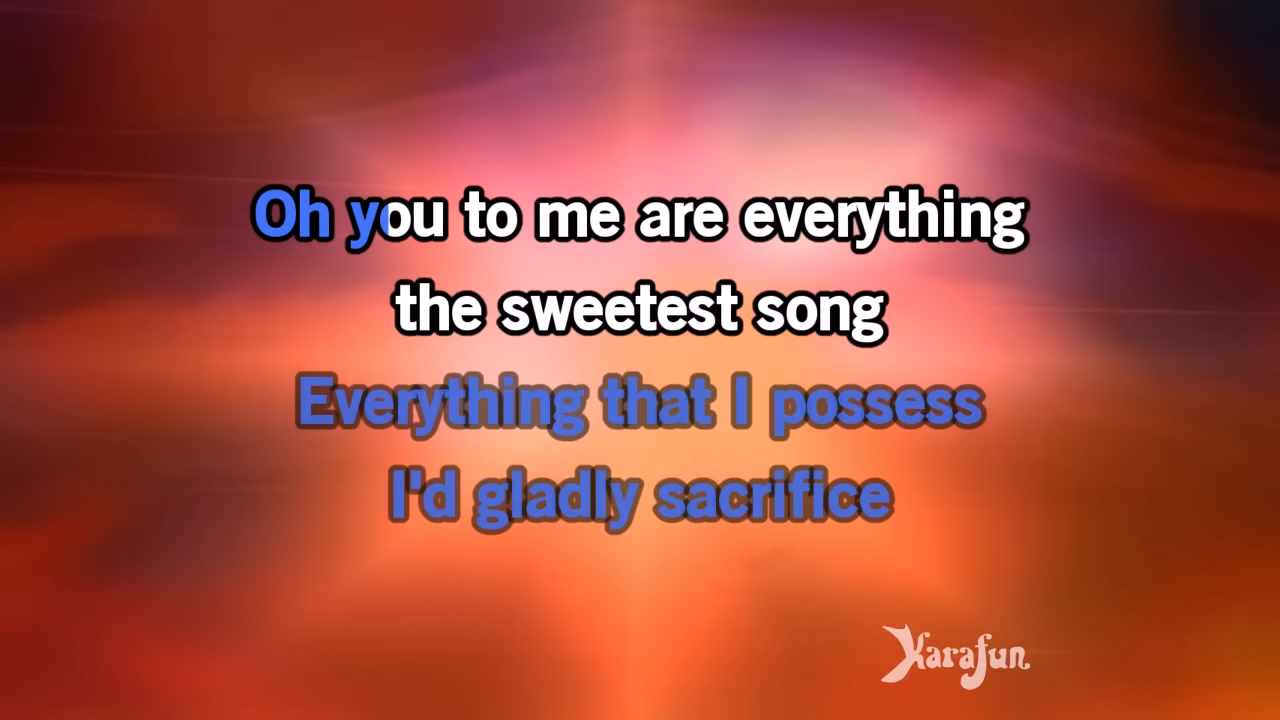 Oh you to me are everything
the sweetest song
Everything that I possess
I'd gladly sacrifice
Karafun